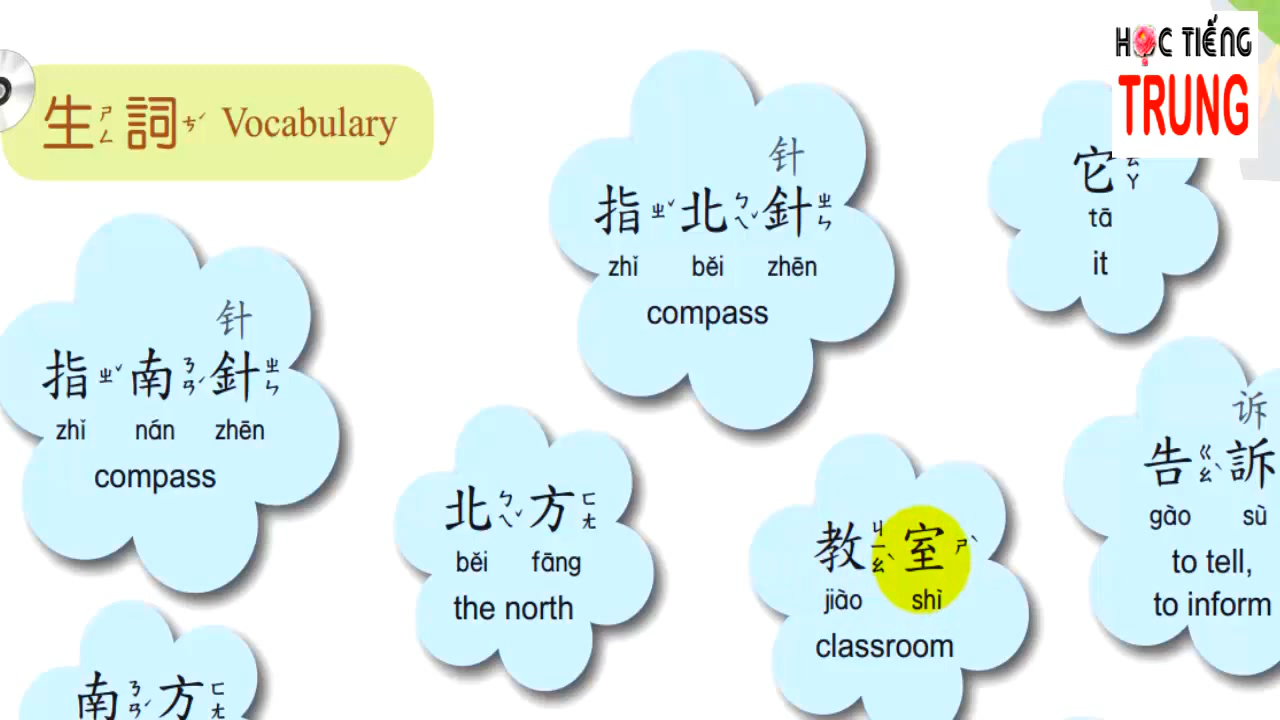 HỌC TIẾNG
TRUNG
生ㄕㄥ詞ㄘˊ Vocabulary
针
指ㄓˇ北ㄅㄟˇ針ㄓㄣ
zhǐ běi zhēn
compass
它ㄊㄚ
tā
it
针
指ㄓˇ南ㄋㄢˊ針ㄓㄣ
zhǐ nán zhēn
compass
北ㄅㄟˇ方ㄈㄤ
běi fāng
the north
教ㄐㄧㄠˋ室ㄕˋ
jiào shì
classroom
诉
告ㄍㄠˋ訴
gào sù
to tell,
to inform
南ㄋㄢˊ方ㄈㄤ